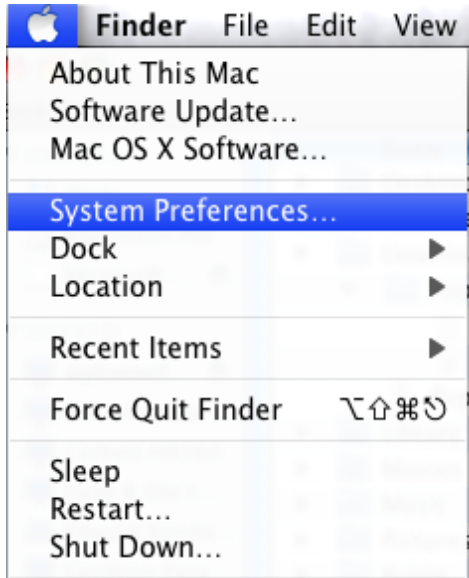 Finder File Edit View
About This Mac
Software Update...
Mac OS X Software...
System Preferences...
Dock
Location
Recent Items
Force Quit Finder ⌥⇧⌘⎋
Sleep
Restart...
Shut Down...